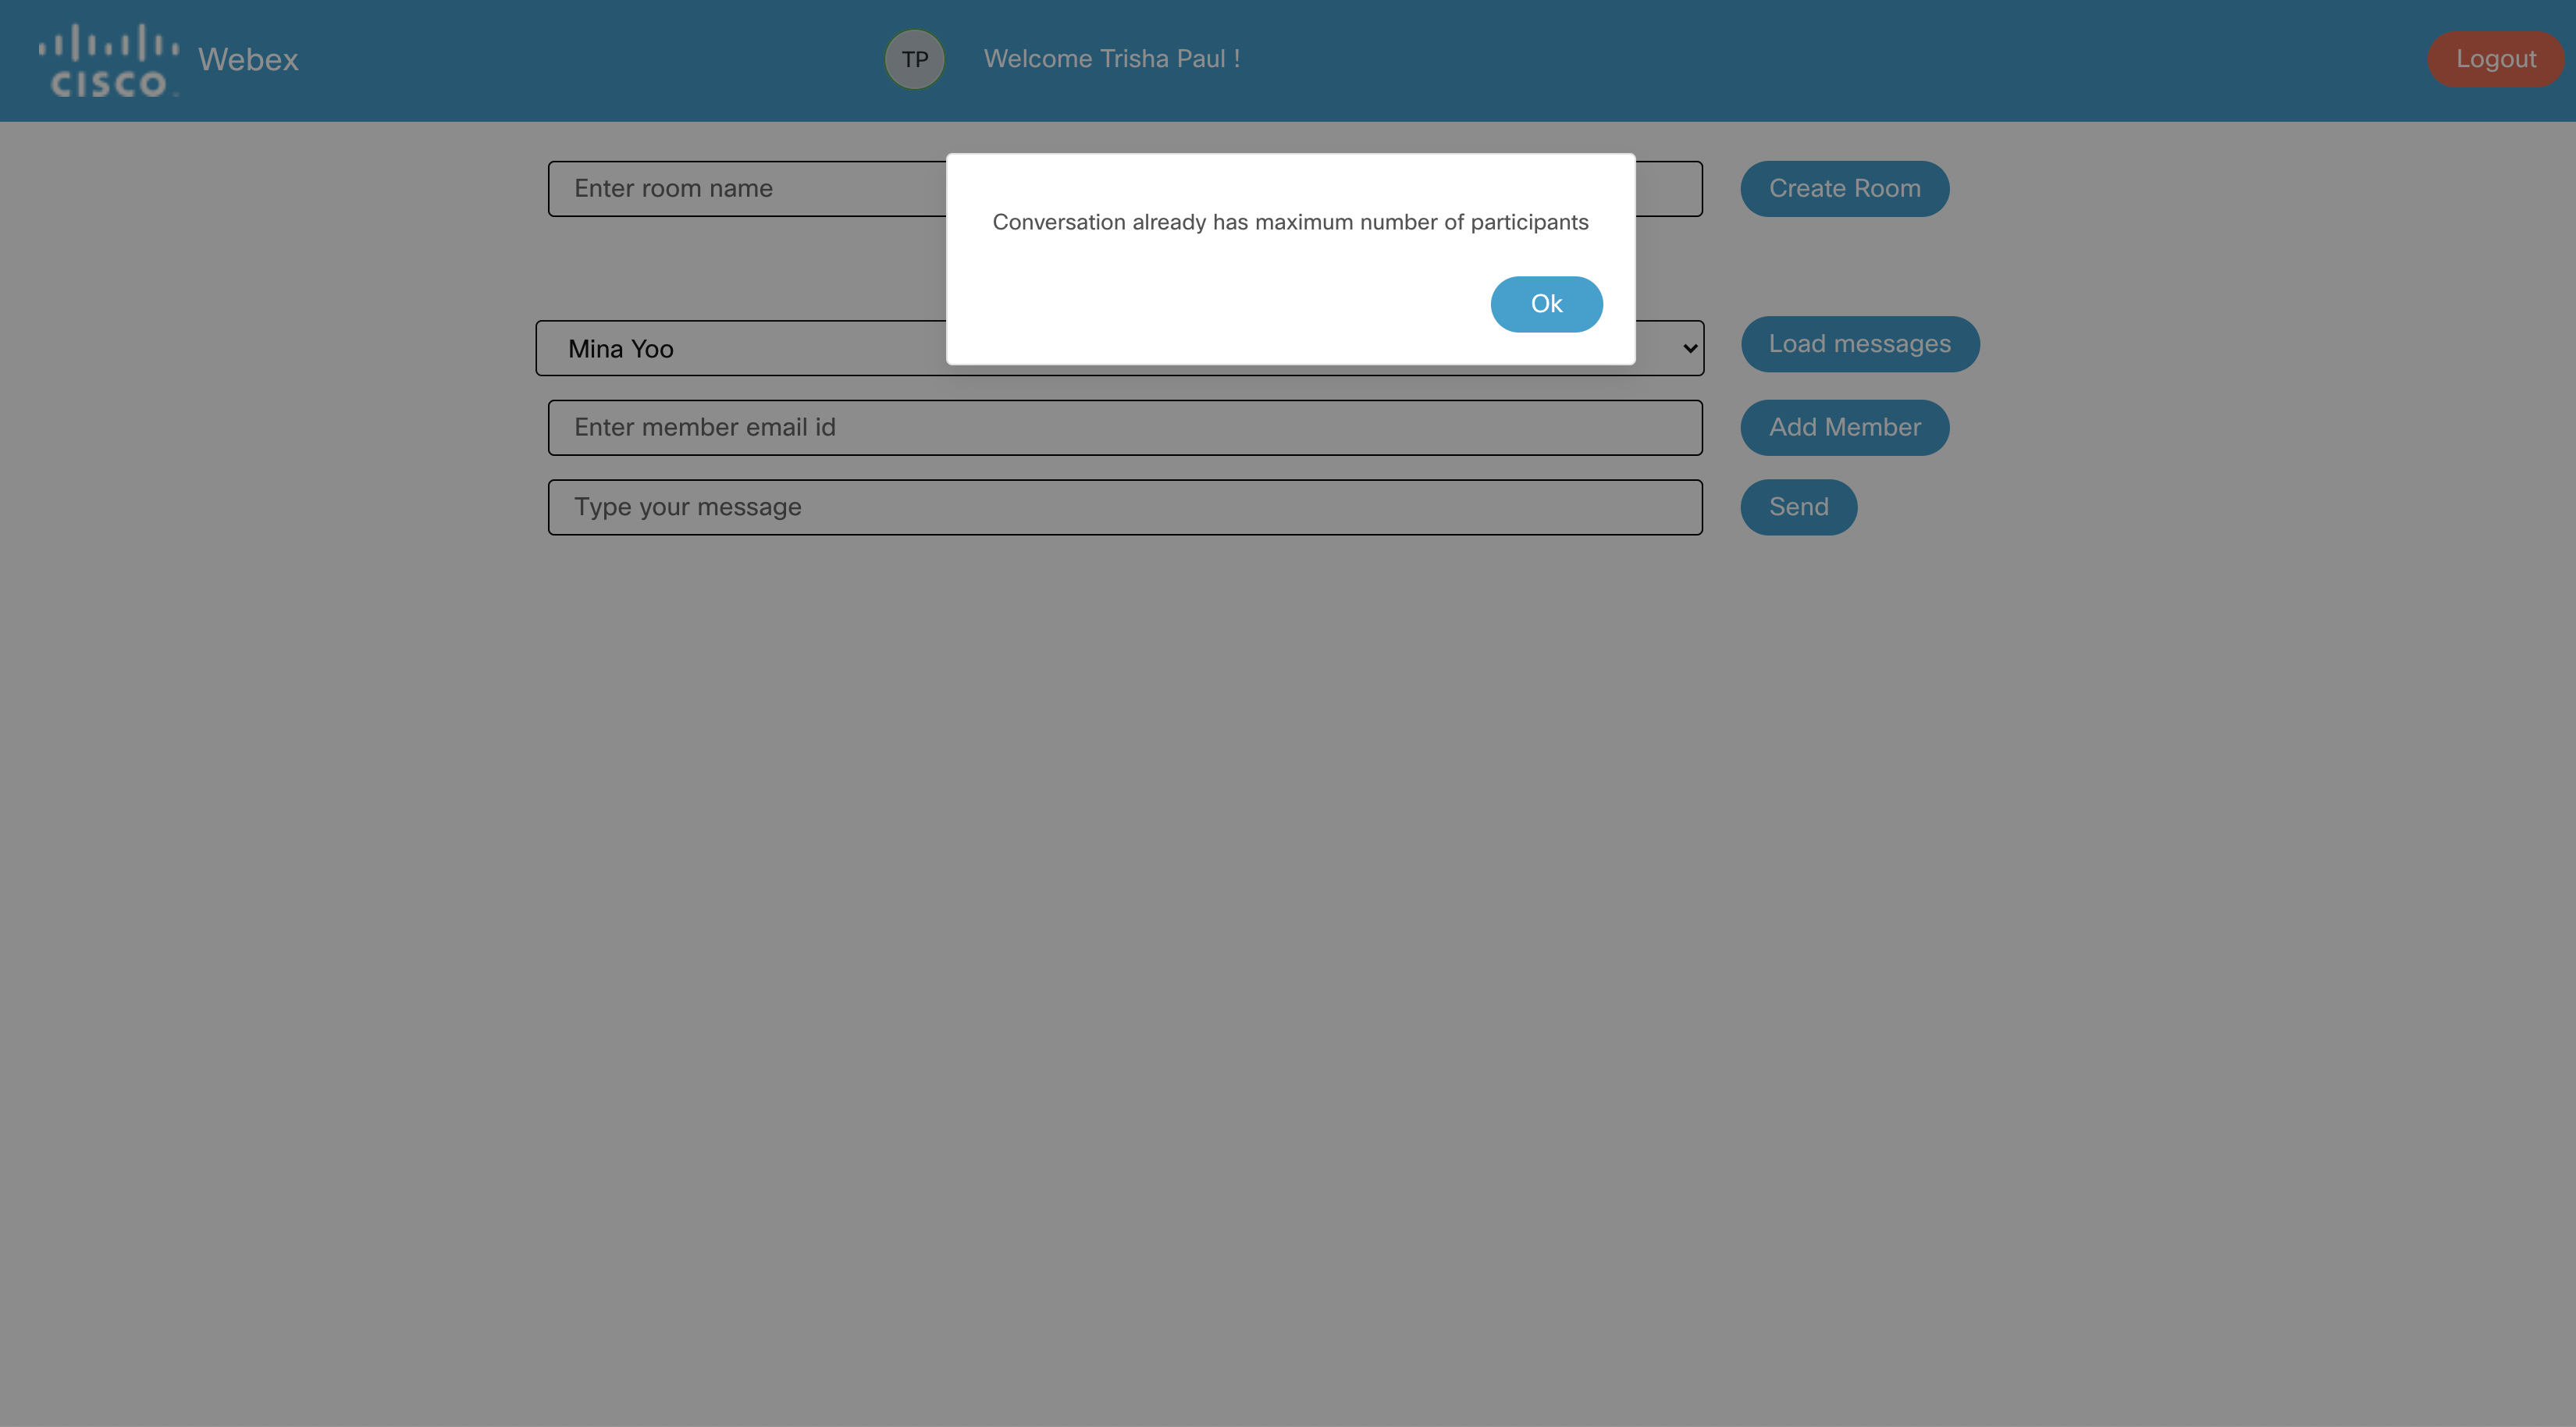 CISCO
Webex
TP
Welcome Trisha Paul !
Logout
Enter room name
Create Room
Conversation already has maximum number of participants
Ok
Mina Yoo
Load messages
Enter member email id
Add Member
Type your message
Send